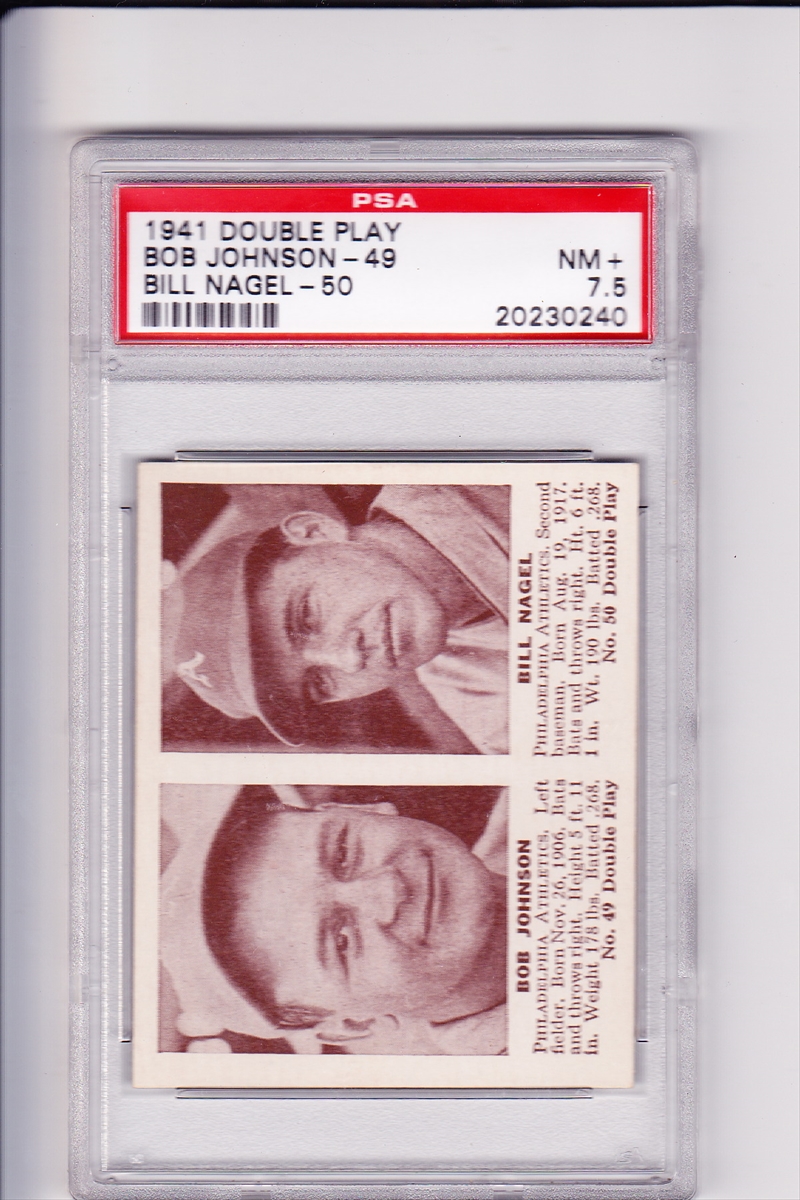 PSA
1941 DOUBLE PLAY
BOB JOHNSON - 49
BILL NAGEL - 50
NM +
7.5
20230240
BOB JOHNSON
PHILADELPHIA ATHLETICS. Left
fielder. Born Nov. 26, 1906. Bats
and throws right. Height 5 ft. 11
in. Weight 178 lbs. Batted .268.
No. 49 Double Play
BILL NAGEL
PHILADELPHIA ATHLETICS. Second
baseman. Born Aug. 19, 1917.
Bats and throws right. Ht. 6 ft.
1 in. Wt. 190 lbs. Batted .268.
No. 50 Double Play